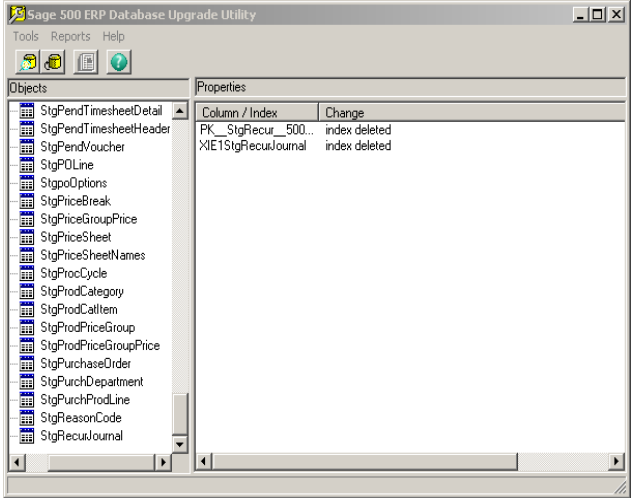 Sage 500 ERP Database Upgrade Utility
Tools Reports Help
Objects
StgPendTimesheetDetail
StgPendTimesheetHeader
StgPendVoucher
StgPOLine
StgpoOptions
StgPriceBreak
StgPriceGroupPrice
StgPriceSheet
StgPriceSheetNames
StgProcCycle
StgProdCategory
StgProdCatItem
StgProdPriceGroup
StgProdPriceGroupPrice
StgPurchaseOrder
StgPurchDepartment
StgPurchProdLine
StgReasonCode
StgRecurJournal
Properties
Column / Index Change
PK__StgRecur__500... index deleted
XIE1StgRecurJournal index deleted